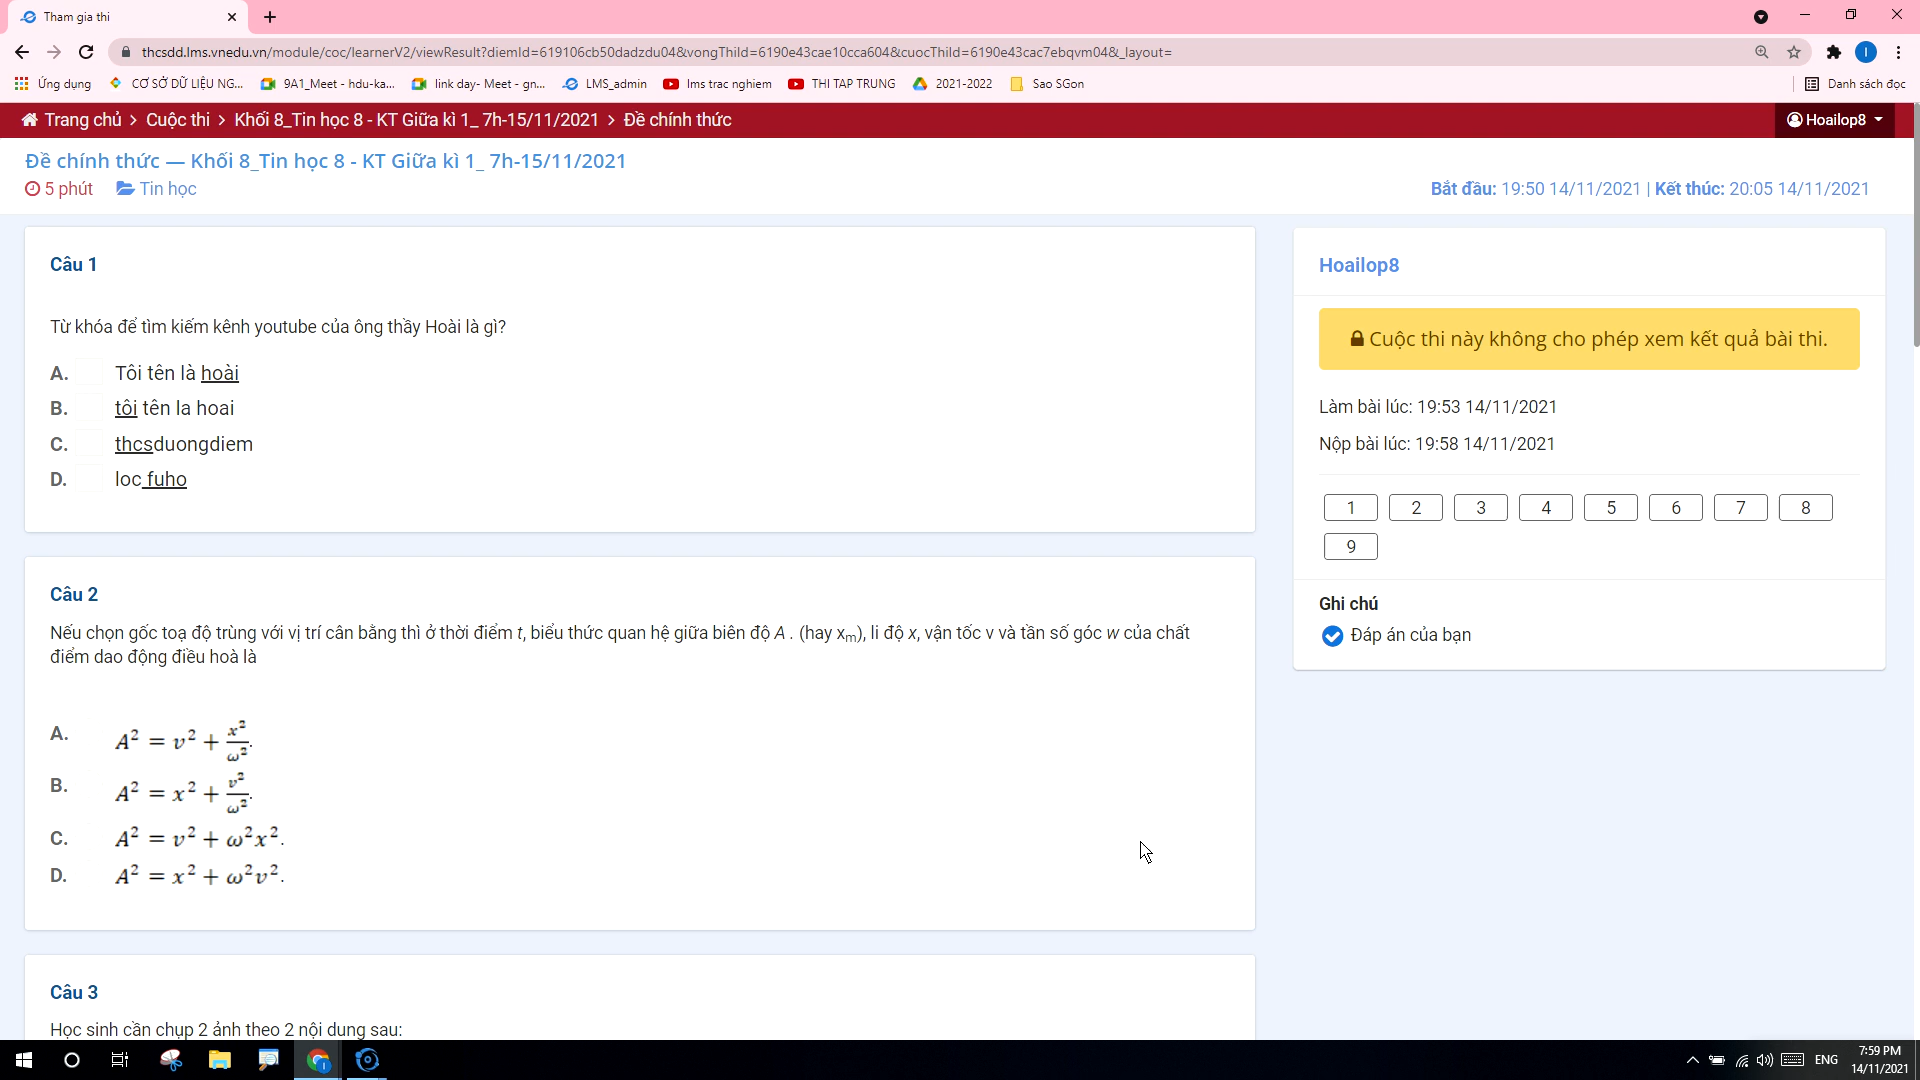 Tham gia thi
thcsdd.lms.vnedu.vn/module/coc/learnerV2/viewResult?diemId=619106cb50dadzdu04&vongThiId=6190e43cae10cca604&cuocThiId=6190e43cac7ebqvm04&_layout=
Ứng dụng
CƠ SỞ DỮ LIỆU NG...
9A1_Meet - hdu-ka...
link day- Meet - gn...
LMS_admin
lms trac nghiem
THI TAP TRUNG
2021-2022
Sao SGon
Danh sách đọc
Trang chủ > Cuộc thi > Khối 8_Tin học 8 - KT Giữa kì 1_ 7h-15/11/2021 > Đề chính thức
Hoailop8
Đề chính thức — Khối 8_Tin học 8 - KT Giữa kì 1_ 7h-15/11/2021
5 phút Tin học
Bắt đầu: 19:50 14/11/2021 | Kết thúc: 20:05 14/11/2021
Câu 1
Từ khóa để tìm kiếm kênh youtube của ông thầy Hoài là gì?
A. Tôi tên là hoài
B. tôi tên la hoai
C. thcsduongdiem
D. loc fuho
Câu 2
Nếu chọn gốc toạ độ trùng với vị trí cân bằng thì ở thời điểm t, biểu thức quan hệ giữa biên độ A . (hay xₘ), li độ x, vận tốc v và tần số góc w của chất
điểm dao động điều hoà là
A. A² = v² + x²/ω².
B. A² = x² + v²/ω².
C. A² = v² + ω²x².
D. A² = x² + ω²v².
Câu 3
Học sinh cần chụp 2 ảnh theo 2 nội dung sau:
Hoailop8
Cuộc thi này không cho phép xem kết quả bài thi.
Làm bài lúc: 19:53 14/11/2021
Nộp bài lúc: 19:58 14/11/2021
1 2 3 4 5 6 7 8
9
Ghi chú
Đáp án của bạn
ENG
7:59 PM
14/11/2021